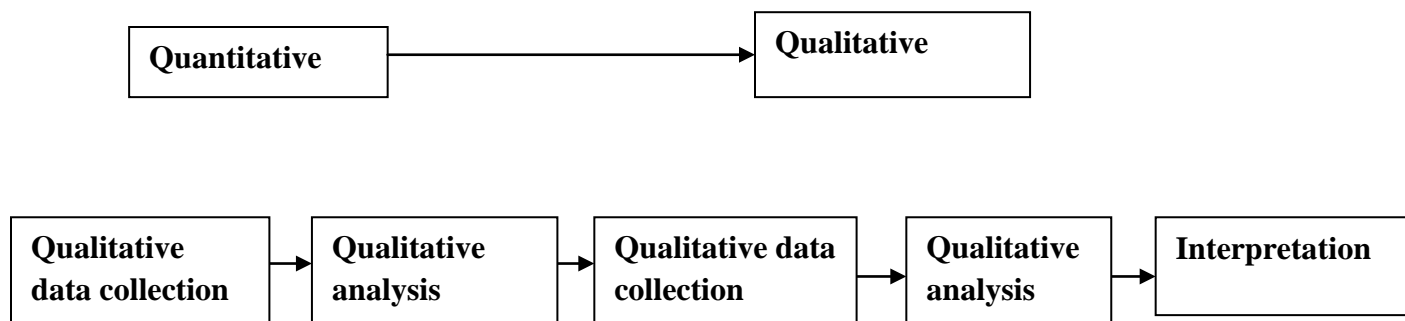 Quantitative
Qualitative
Qualitative
data collection
Qualitative
analysis
Qualitative data
collection
Qualitative
analysis
Interpretation